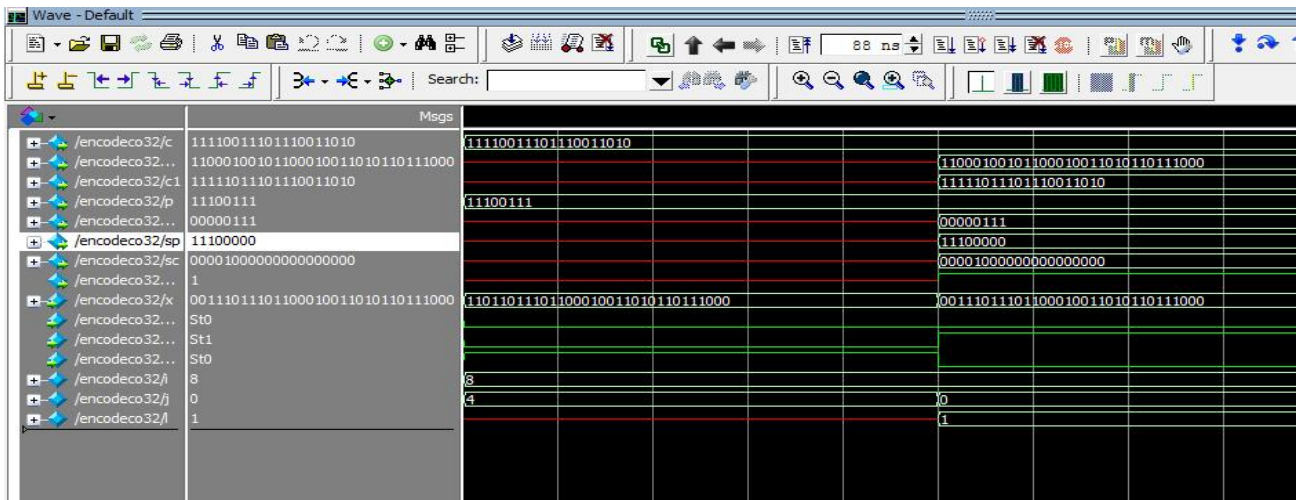 Wave - Default
88 ns
Search:
Msgs
/encodeco32/c 11110011101110011010 11110011101110011010
/encodeco32... 11000100101100010011010110111000 11000100101100010011010110111000
/encodeco32/c1 11111011101110011010 11111011101110011010
/encodeco32/p 11100111 11100111
/encodeco32... 00000111 00000111
/encodeco32/sp 11100000 11100000
/encodeco32/sc 00001000000000000000 00001000000000000000
/encodeco32... 1
/encodeco32/x 00111011101100010011010110111000 11011011101100010011010110111000 00111011101100010011010110111000
/encodeco32... St0
/encodeco32... St1
/encodeco32... St0
/encodeco32/i 8 8
/encodeco32/j 0 4 0
/encodeco32/l 1 1